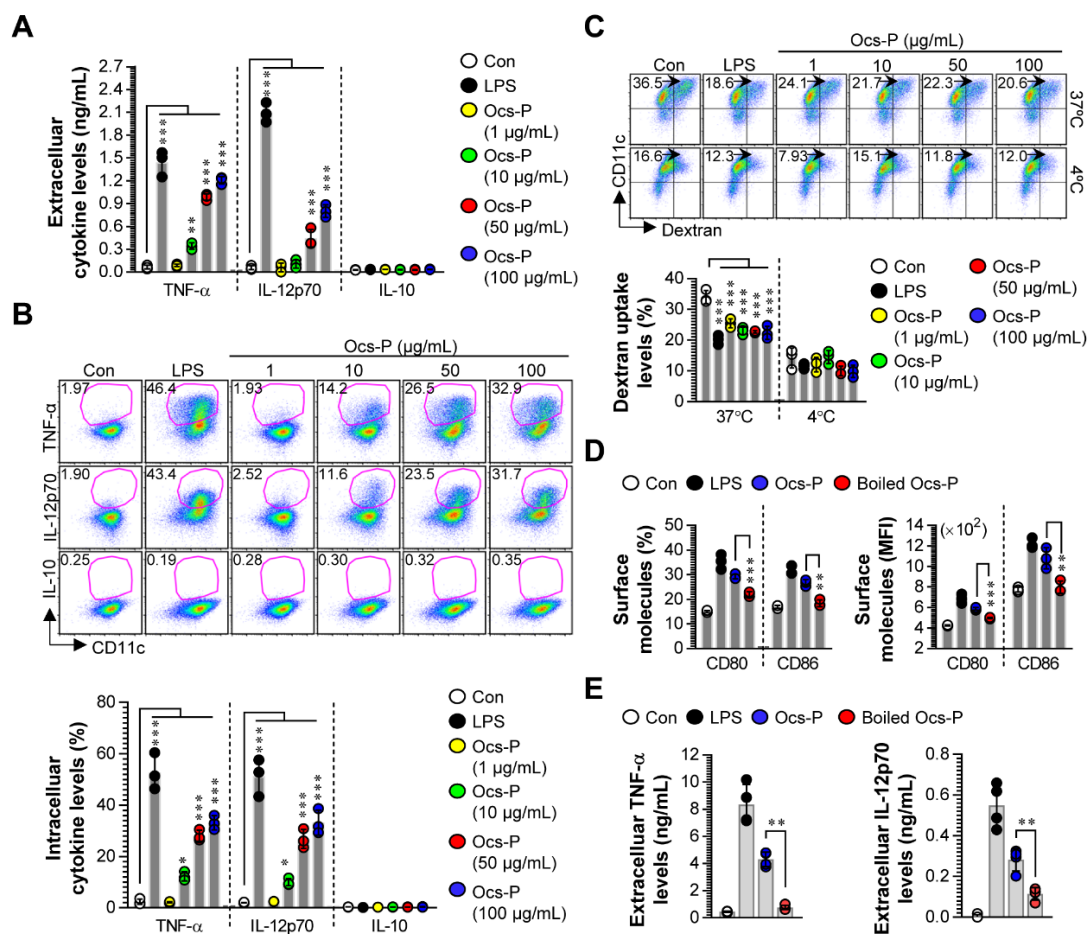 A
Extracelluar
cytokine levels (ng/mL)
2.7
2.4
2.1
1.8
1.5
1.2
0.9
0.6
0.3
0.0
***
**
***
***
***
***
***
TNF-α IL-12p70 IL-10
Con
LPS
Ocs-P
(1 μg/mL)
Ocs-P
(10 μg/mL)
Ocs-P
(50 μg/mL)
Ocs-P
(100 μg/mL)
B
Ocs-P (μg/mL)
Con LPS 1 10 50 100
TNF-α
1.97 46.4 1.93 14.2 26.5 32.9
IL-12p70
1.90 43.4 2.52 11.6 23.5 31.7
IL-10
0.25 0.19 0.28 0.30 0.32 0.35
CD11c
Intracelluar
cytokine levels (%)
80
60
40
20
0
***
*
***
***
***
*
***
***
TNF-α IL-12p70 IL-10
Con
LPS
Ocs-P
(1 μg/mL)
Ocs-P
(10 μg/mL)
Ocs-P
(50 μg/mL)
Ocs-P
(100 μg/mL)
C
Ocs-P (μg/mL)
Con LPS 1 10 50 100
36.5 18.6 24.1 21.7 22.3 20.6
37ºC
16.6 12.3 7.93 15.1 11.8 12.0
4ºC
CD11c
Dextran
Dextran uptake
levels (%)
50
40
30
20
10
0
***
***
***
***
***
37°C 4°C
Con
LPS
Ocs-P
(1 μg/mL)
Ocs-P
(10 μg/mL)
Ocs-P
(50 μg/mL)
Ocs-P
(100 μg/mL)
D
Con LPS Ocs-P Boiled Ocs-P
Surface
molecules (%)
50
40
30
20
10
0
***
**
CD80 CD86
Surface
molecules (MFI)
(×10²)
14
12
10
8
6
4
2
***
**
CD80 CD86
E
Con LPS Ocs-P Boiled Ocs-P
Extracelluar TNF-α
levels (ng/mL)
12
10
8
6
4
2
0
**
Extracelluar IL-12p70
levels (ng/mL)
0.8
0.6
0.4
0.2
0.0
**